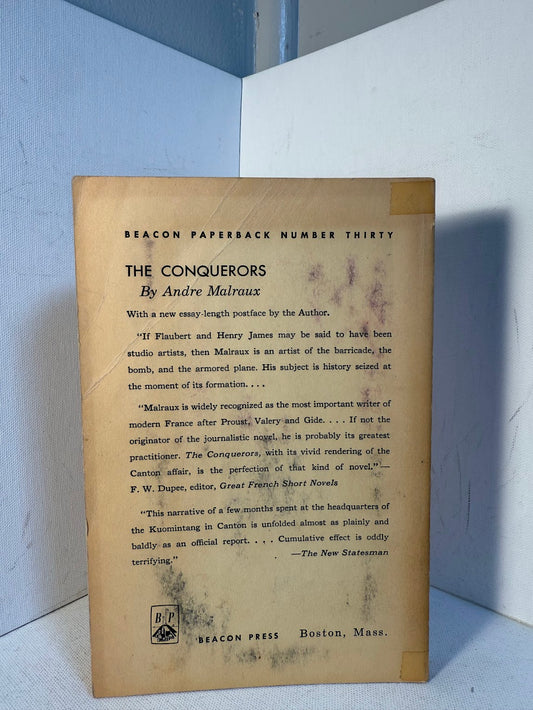 BEACON PAPERBACK NUMBER THIRTY
THE CONQUERORS
By Andre Malraux
With a new essay-length postface by the Author.
"If Flaubert and Henry James may be said to have been
studio artists, then Malraux is an artist of the barricade, the
bomb, and the armored plane. His subject is history seized at
the moment of its formation. . . .
"Malraux is widely recognized as the most important writer of
modern France after Proust, Valery and Gide. . . . If not the
originator of the journalistic novel, he is probably its greatest
practitioner. The Conquerors, with its vivid rendering of the
Canton affair, is the perfection of that kind of novel."—
F. W. Dupee, editor, Great French Short Novels
"This narrative of a few months spent at the headquarters of
the Kuomintang in Canton is unfolded almost as plainly and
baldly as an official report. . . . Cumulative effect is oddly
terrifying." —The New Statesman
B P
BEACON PRESS Boston, Mass.